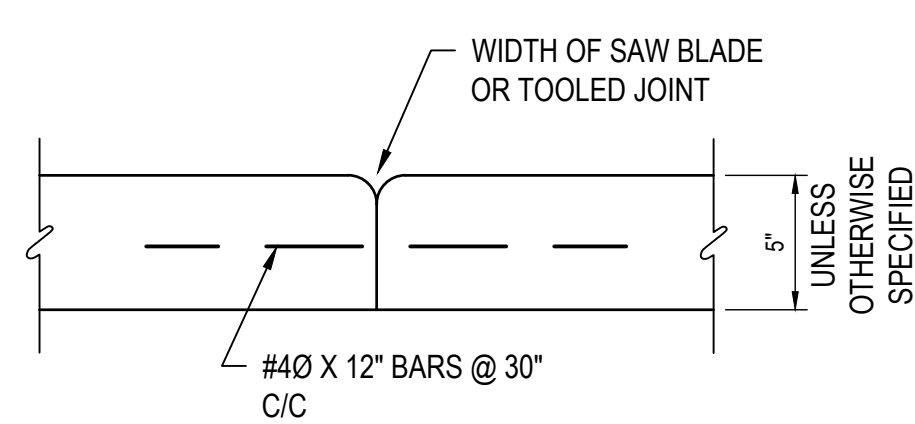 WIDTH OF SAW BLADE
OR TOOLED JOINT
5"
UNLESS
OTHERWISE
SPECIFIED
#4Ø X 12" BARS @ 30"
C/C